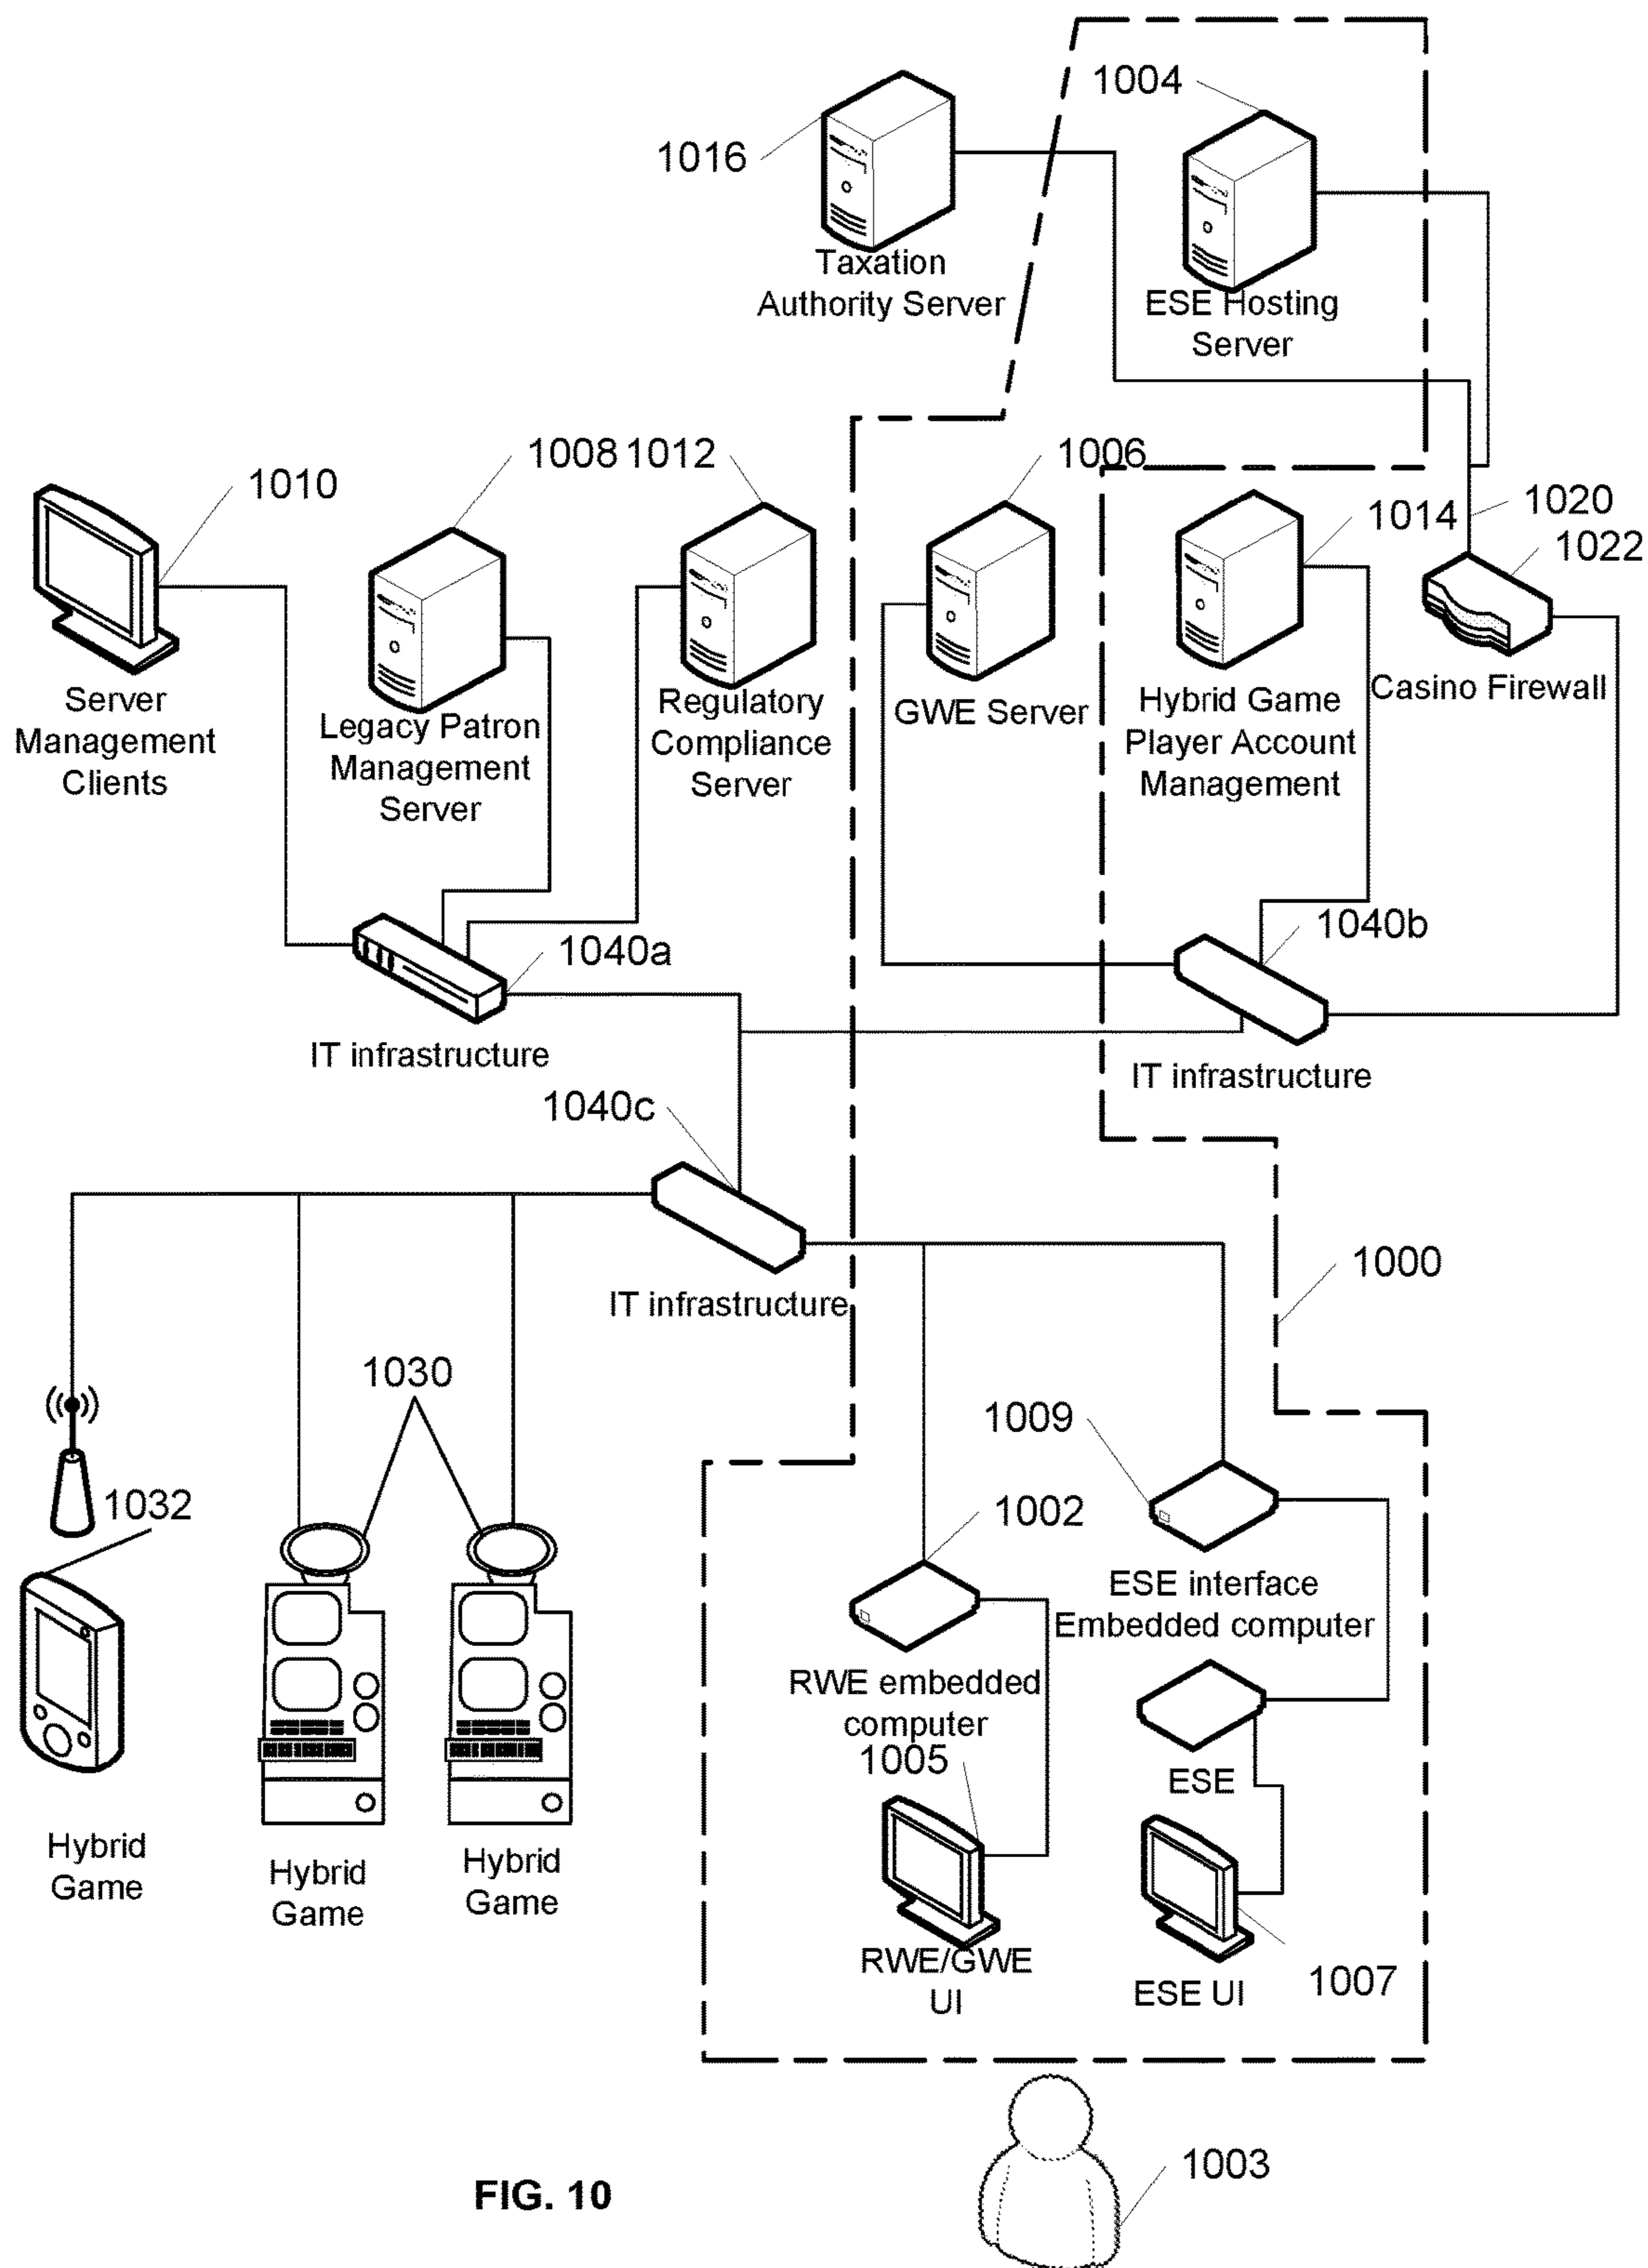 1004
1016
Taxation
Authority Server
ESE Hosting
Server
1008
1012
1006
1010
1014
1020
1022
Server
Management
Clients
Legacy Patron
Management
Server
Regulatory
Compliance
Server
GWE Server
Hybrid Game
Player Account
Management
Casino Firewall
1040a
1040b
IT infrastructure
IT infrastructure
1040c
1000
IT infrastructure
1030
1009
1032
1002
ESE interface
Embedded computer
RWE embedded
computer
1005
ESE
Hybrid
Game
Hybrid
Game
Hybrid
Game
RWE/GWE
UI
ESE UI
1007
1003
FIG. 10